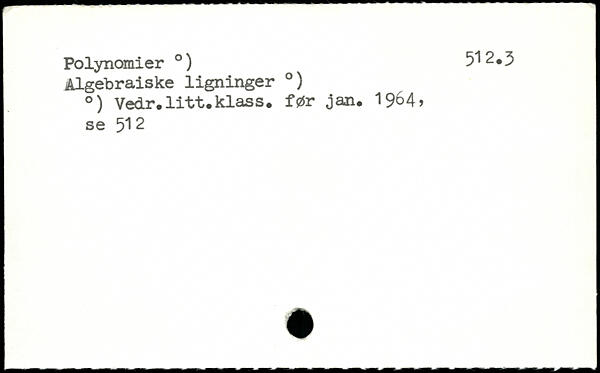 Polynomier °) 512.3
Algebraiske ligninger °)
°) Vedr.litt.klass. før jan. 1964,
se 512